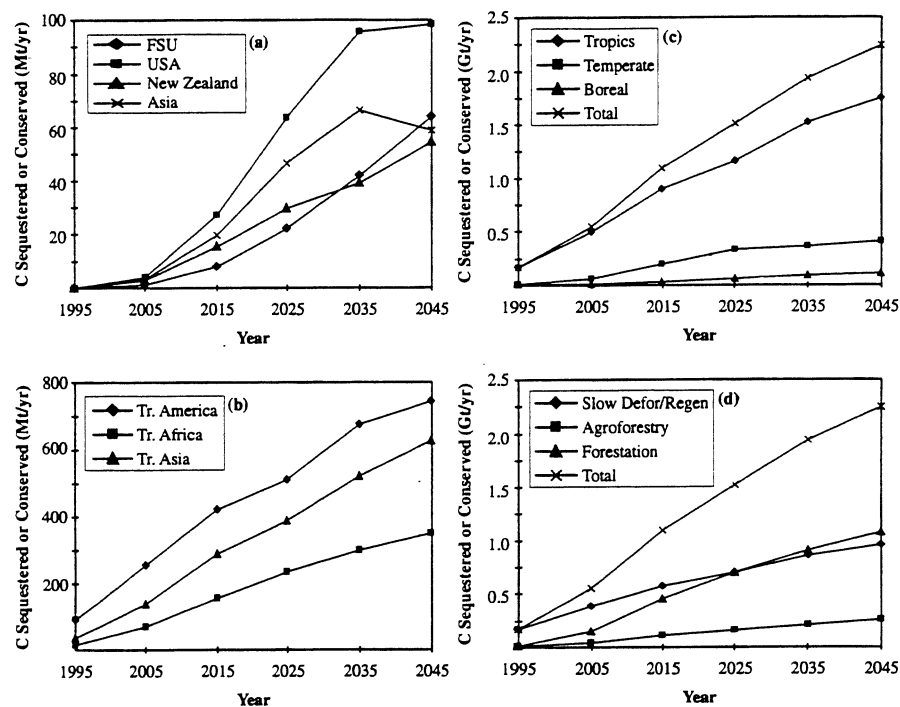 C Sequestered or Conserved (Mt/yr)
100
80
60
40
20
FSU
USA
New Zealand
Asia
(a)
1995 2005 2015 2025 2035 2045
Year
C Sequestered or Conserved (Gt/yr)
2.5
2.0
1.5
1.0
0.5
Tropics
Temperate
Boreal
Total
(c)
1995 2005 2015 2025 2035 2045
Year
C Sequestered or Conserved (Mt/yr)
800
600
400
200
Tr. America
Tr. Africa
Tr. Asia
(b)
1995 2005 2015 2025 2035 2045
Year
C Sequestered or Conserved (Gt/yr)
2.5
2.0
1.5
1.0
0.5
0
Slow Defor/Regen
Agroforestry
Forestation
Total
(d)
1995 2005 2015 2025 2035 2045
Year